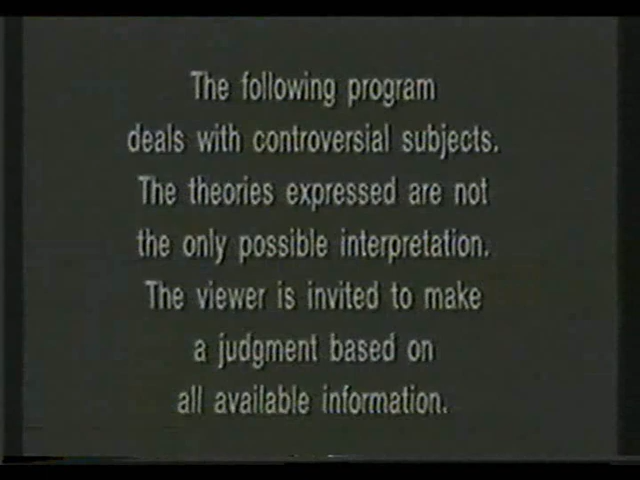 The following program
deals with controversial subjects.
The theories expressed are not
the only possible interpretation.
The viewer is invited to make
a judgment based on
all available information.